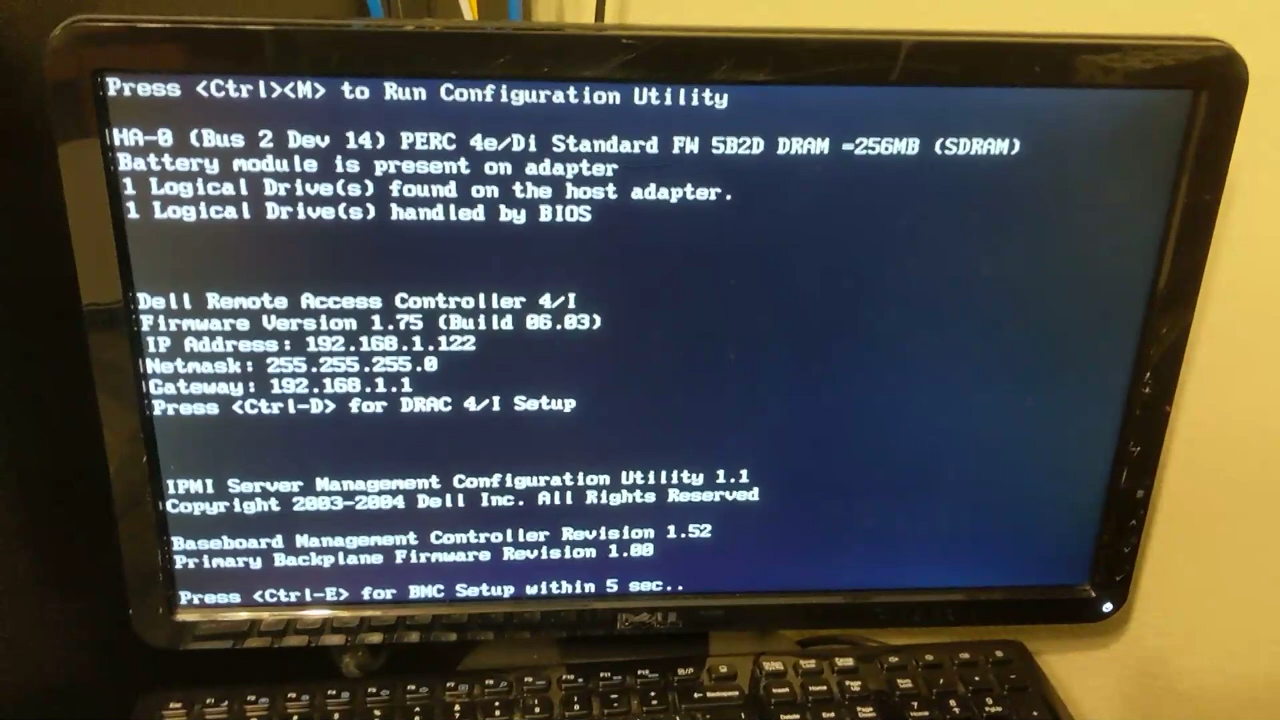 Press <Ctrl><M> to Run Configuration Utility
HA-0 (Bus 2 Dev 14) PERC 4e/Di Standard FW 5B2D DRAM =256MB (SDRAM)
Battery module is present on adapter
1 Logical Drive(s) found on the host adapter.
1 Logical Drive(s) handled by BIOS
Dell Remote Access Controller 4/I
Firmware Version 1.75 (Build 06.03)
IP Address: 192.168.1.122
Netmask: 255.255.255.0
Gateway: 192.168.1.1
Press <Ctrl-D> for DRAC 4/I Setup
IPMI Server Management Configuration Utility 1.1
Copyright 2003-2004 Dell Inc. All Rights Reserved
Baseboard Management Controller Revision 1.52
Primary Backplane Firmware Revision 1.00
Press <Ctrl-E> for BMC Setup within 5 sec..
DELL